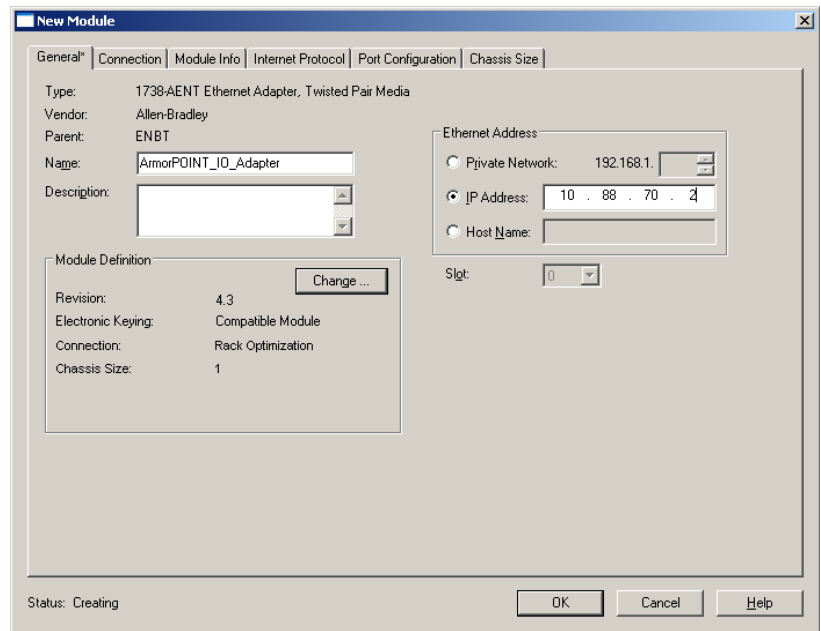 New Module
General* Connection Module Info Internet Protocol Port Configuration Chassis Size
Type: 1738-AENT Ethernet Adapter, Twisted Pair Media
Vendor: Allen-Bradley
Parent: ENBT
Name: ArmorPOINT_IO_Adapter
Description:
Ethernet Address
Private Network: 192.168.1.
IP Address: 10 . 88 . 70 . 2
Host Name:
Slot: 0
Module Definition
Change ...
Revision: 4.3
Electronic Keying: Compatible Module
Connection: Rack Optimization
Chassis Size: 1
Status: Creating
OK Cancel Help